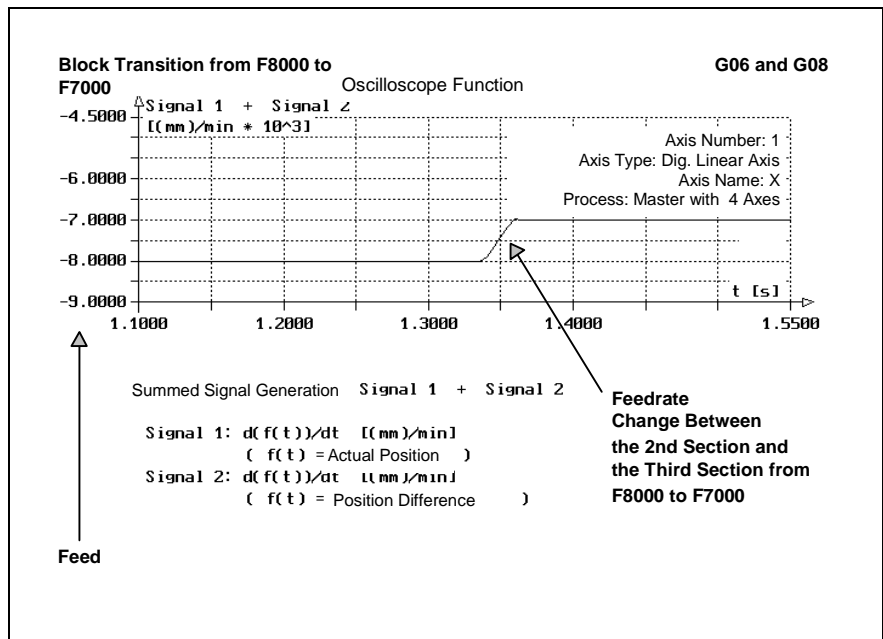 Block Transition from F8000 to
F7000
G06 and G08
Oscilloscope Function
Signal 1 + Signal 2
[(mm)/min * 10^3]
-4.5000
-6.0000
-7.0000
-8.0000
-9.0000
Axis Number: 1
Axis Type: Dig. Linear Axis
Axis Name: X
Process: Master with 4 Axes
t [s]
1.1000 1.2000 1.3000 1.4000 1.5500
Summed Signal Generation Signal 1 + Signal 2
Signal 1: d(f(t))/dt [(mm)/min]
( f(t) = Actual Position )
Signal 2: d(f(t))/dt [(mm)/min]
( f(t) = Position Difference )
Feedrate
Change Between
the 2nd Section and
the Third Section from
F8000 to F7000
Feed